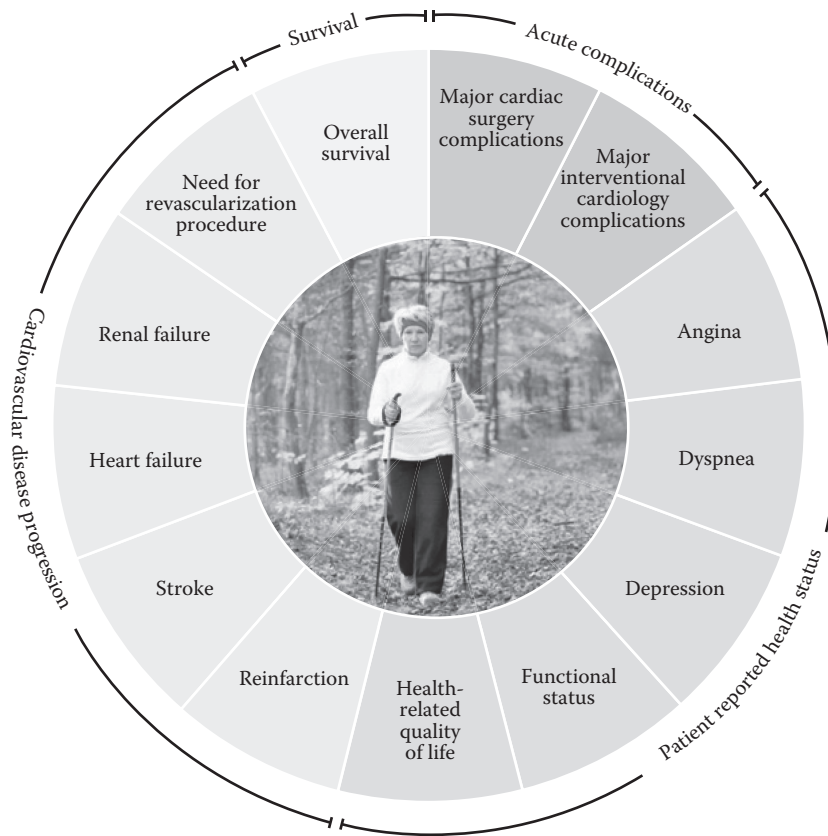 Survival
Acute complications
Major cardiac
surgery
complications
Major
interventional
cardiology
complications
Angina
Dyspnea
Depression
Functional
status
Health-
related
quality
of life
Reinfarction
Stroke
Heart failure
Renal failure
Need for
revascularization
procedure
Overall
survival
Patient reported health status
Cardiovascular disease progression